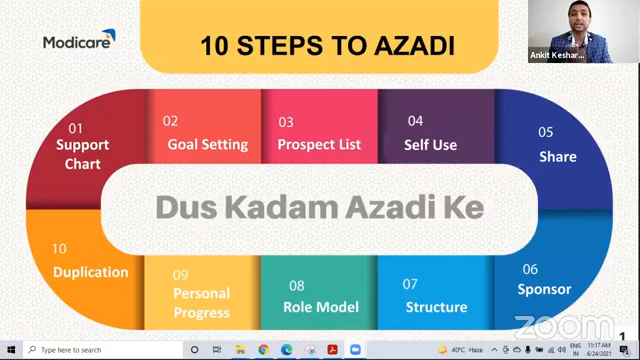 Modicare
10 STEPS TO AZADI
Ankit Keshar...
01
Support
Chart
02
Goal Setting
03
Prospect List
04
Self Use
05
Share
Dus Kadam Azadi Ke
10
Duplication
09
Personal
Progress
08
Role Model
07
Structure
06
Sponsor
zoom
1
Type here to search
40°C Haze
ENG
IN
11:17 AM
6/24/2021